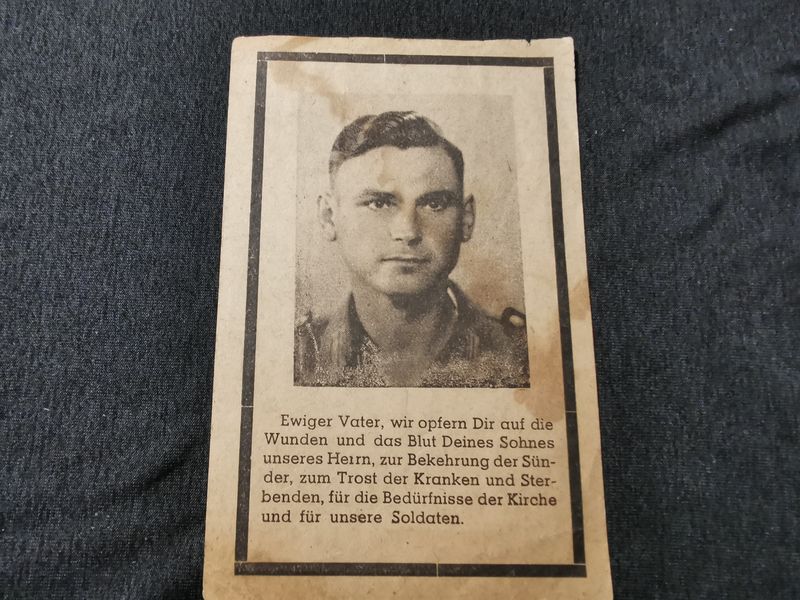 Ewiger Vater, wir opfern Dir auf die
Wunden und das Blut Deines Sohnes
unseres Herrn, zur Bekehrung der Sün-
der, zum Trost der Kranken und Ster-
benden, für die Bedürfnisse der Kirche
und für unsere Soldaten.